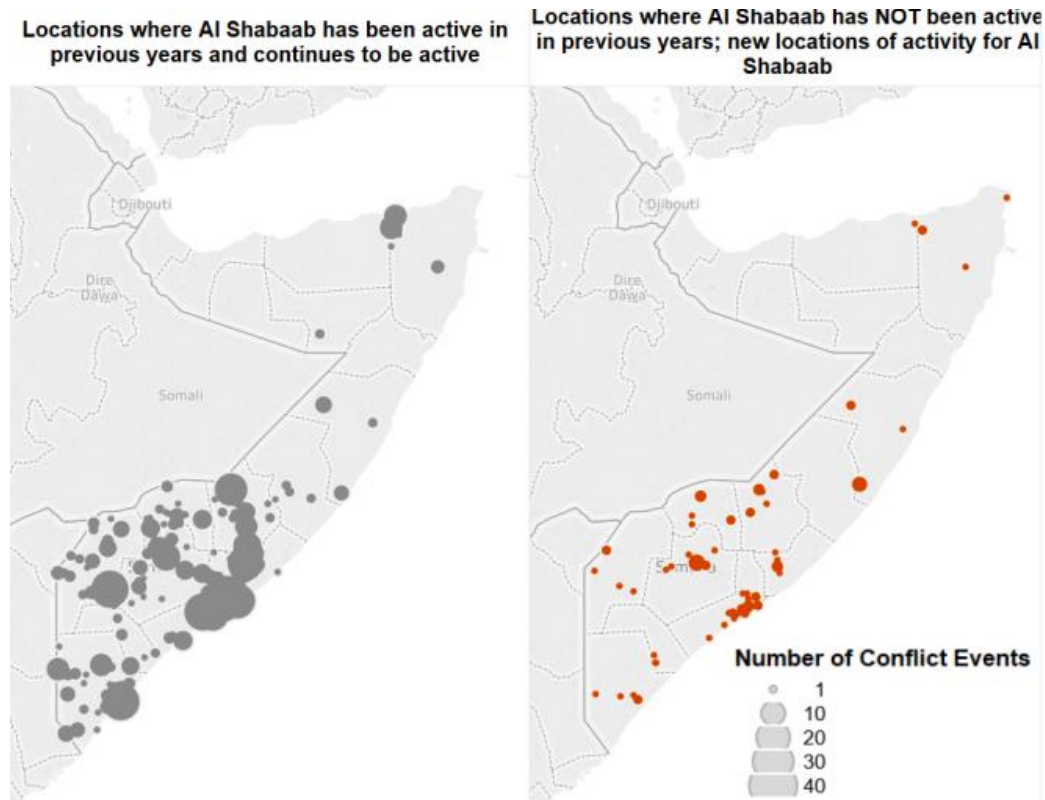 Locations where Al Shabaab has been active in
previous years and continues to be active
Djibouti
Dire
Dawa
Somali
Locations where Al Shabaab has NOT been active
in previous years; new locations of activity for Al
Shabaab
Djibouti
Dire
Dawa
Somali
Number of Conflict Events
1
10
20
30
40